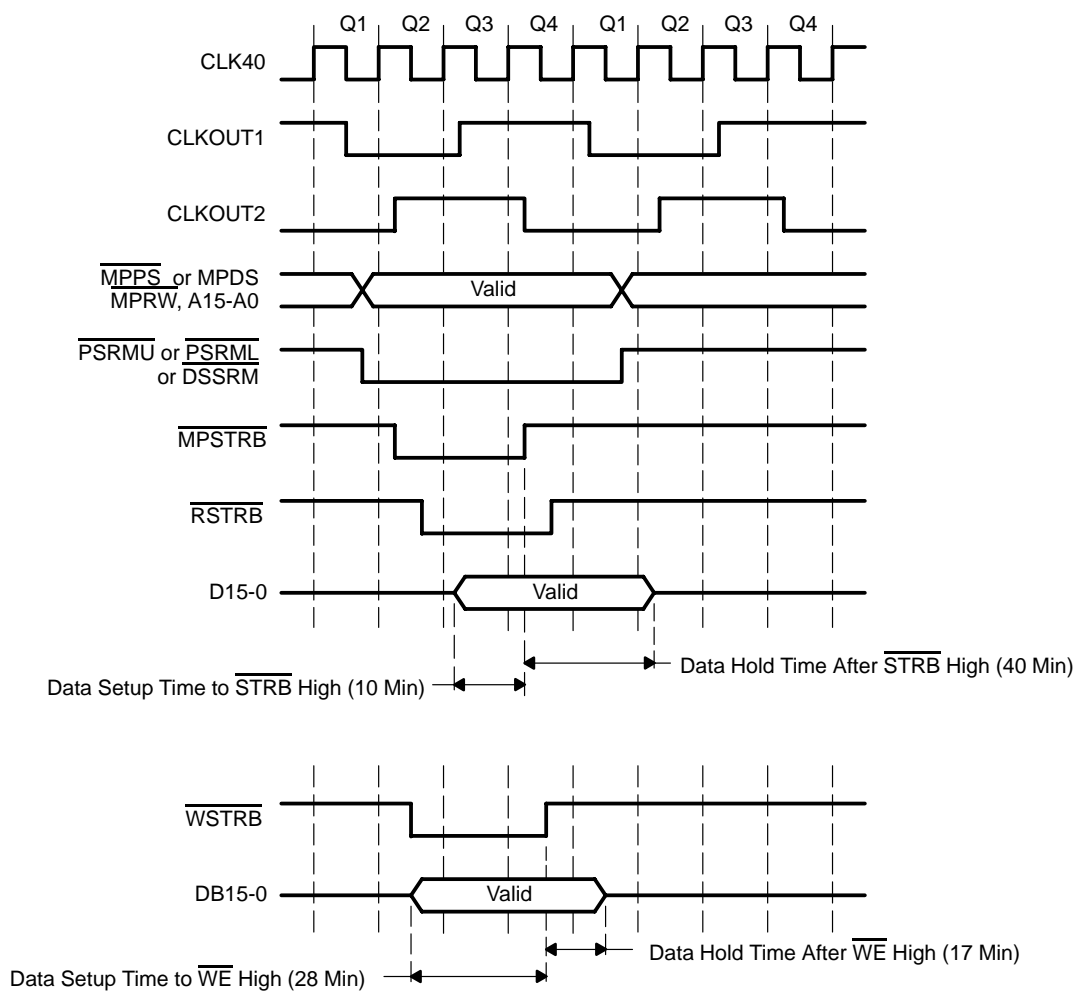 Q1 Q2 Q3 Q4 Q1 Q2 Q3 Q4
CLK40
CLKOUT1
CLKOUT2
MPPS or MPDS
MPRW, A15-A0
Valid
PSRMU or PSRML
or DSSRM
MPSTRB
RSTRB
D15-0
Valid
Data Hold Time After STRB High (40 Min)
Data Setup Time to STRB High (10 Min)
WSTRB
DB15-0
Valid
Data Hold Time After WE High (17 Min)
Data Setup Time to WE High (28 Min)